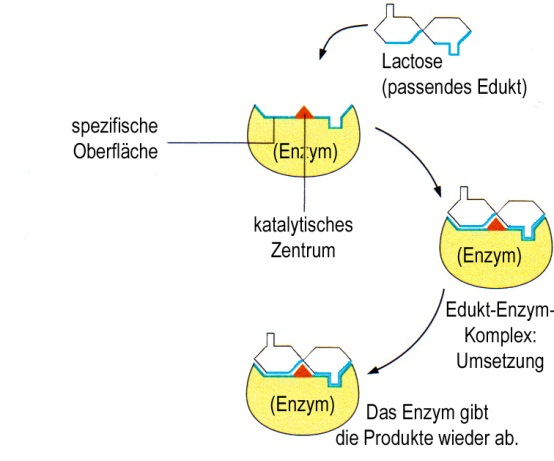 Lactose
(passendes Edukt)
spezifische
Oberfläche
(Enzym)
katalytisches
Zentrum
(Enzym)
Edukt-Enzym-
Komplex:
Umsetzung
(Enzym)
Das Enzym gibt
die Produkte wieder ab.